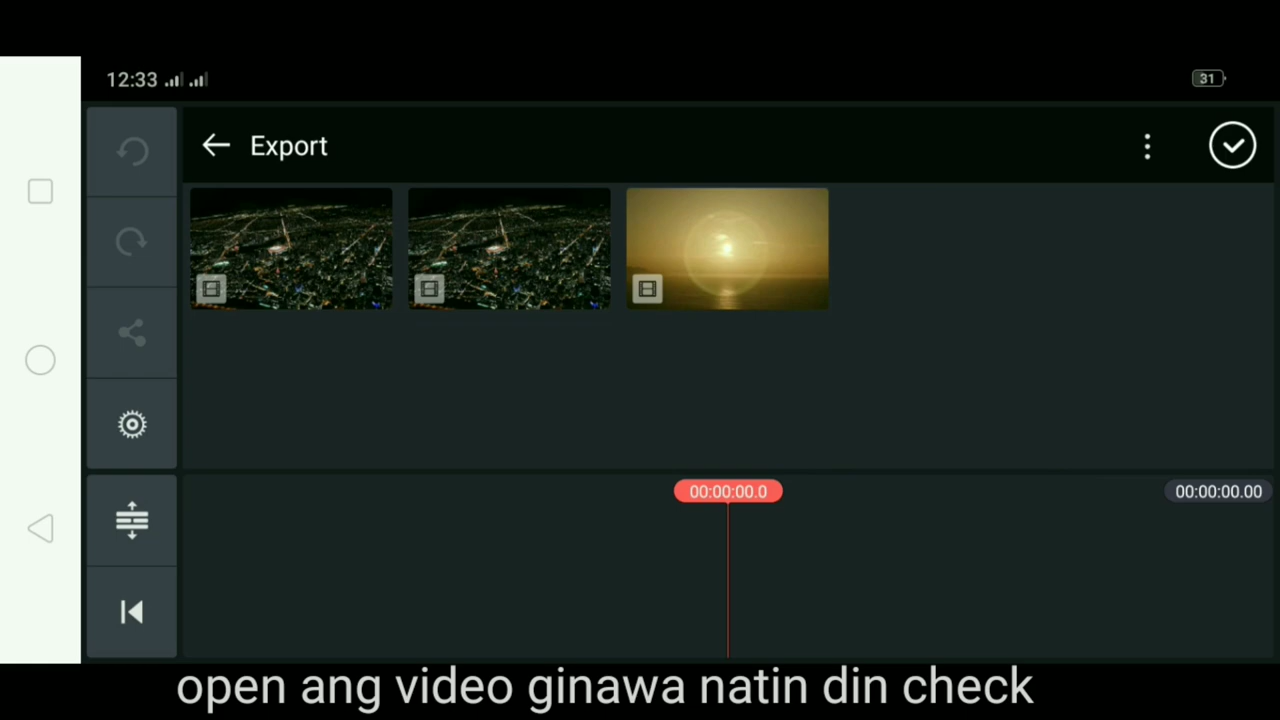 12:33
31
Export
00:00:00.0
00:00:00.00
open ang video ginawa natin din check